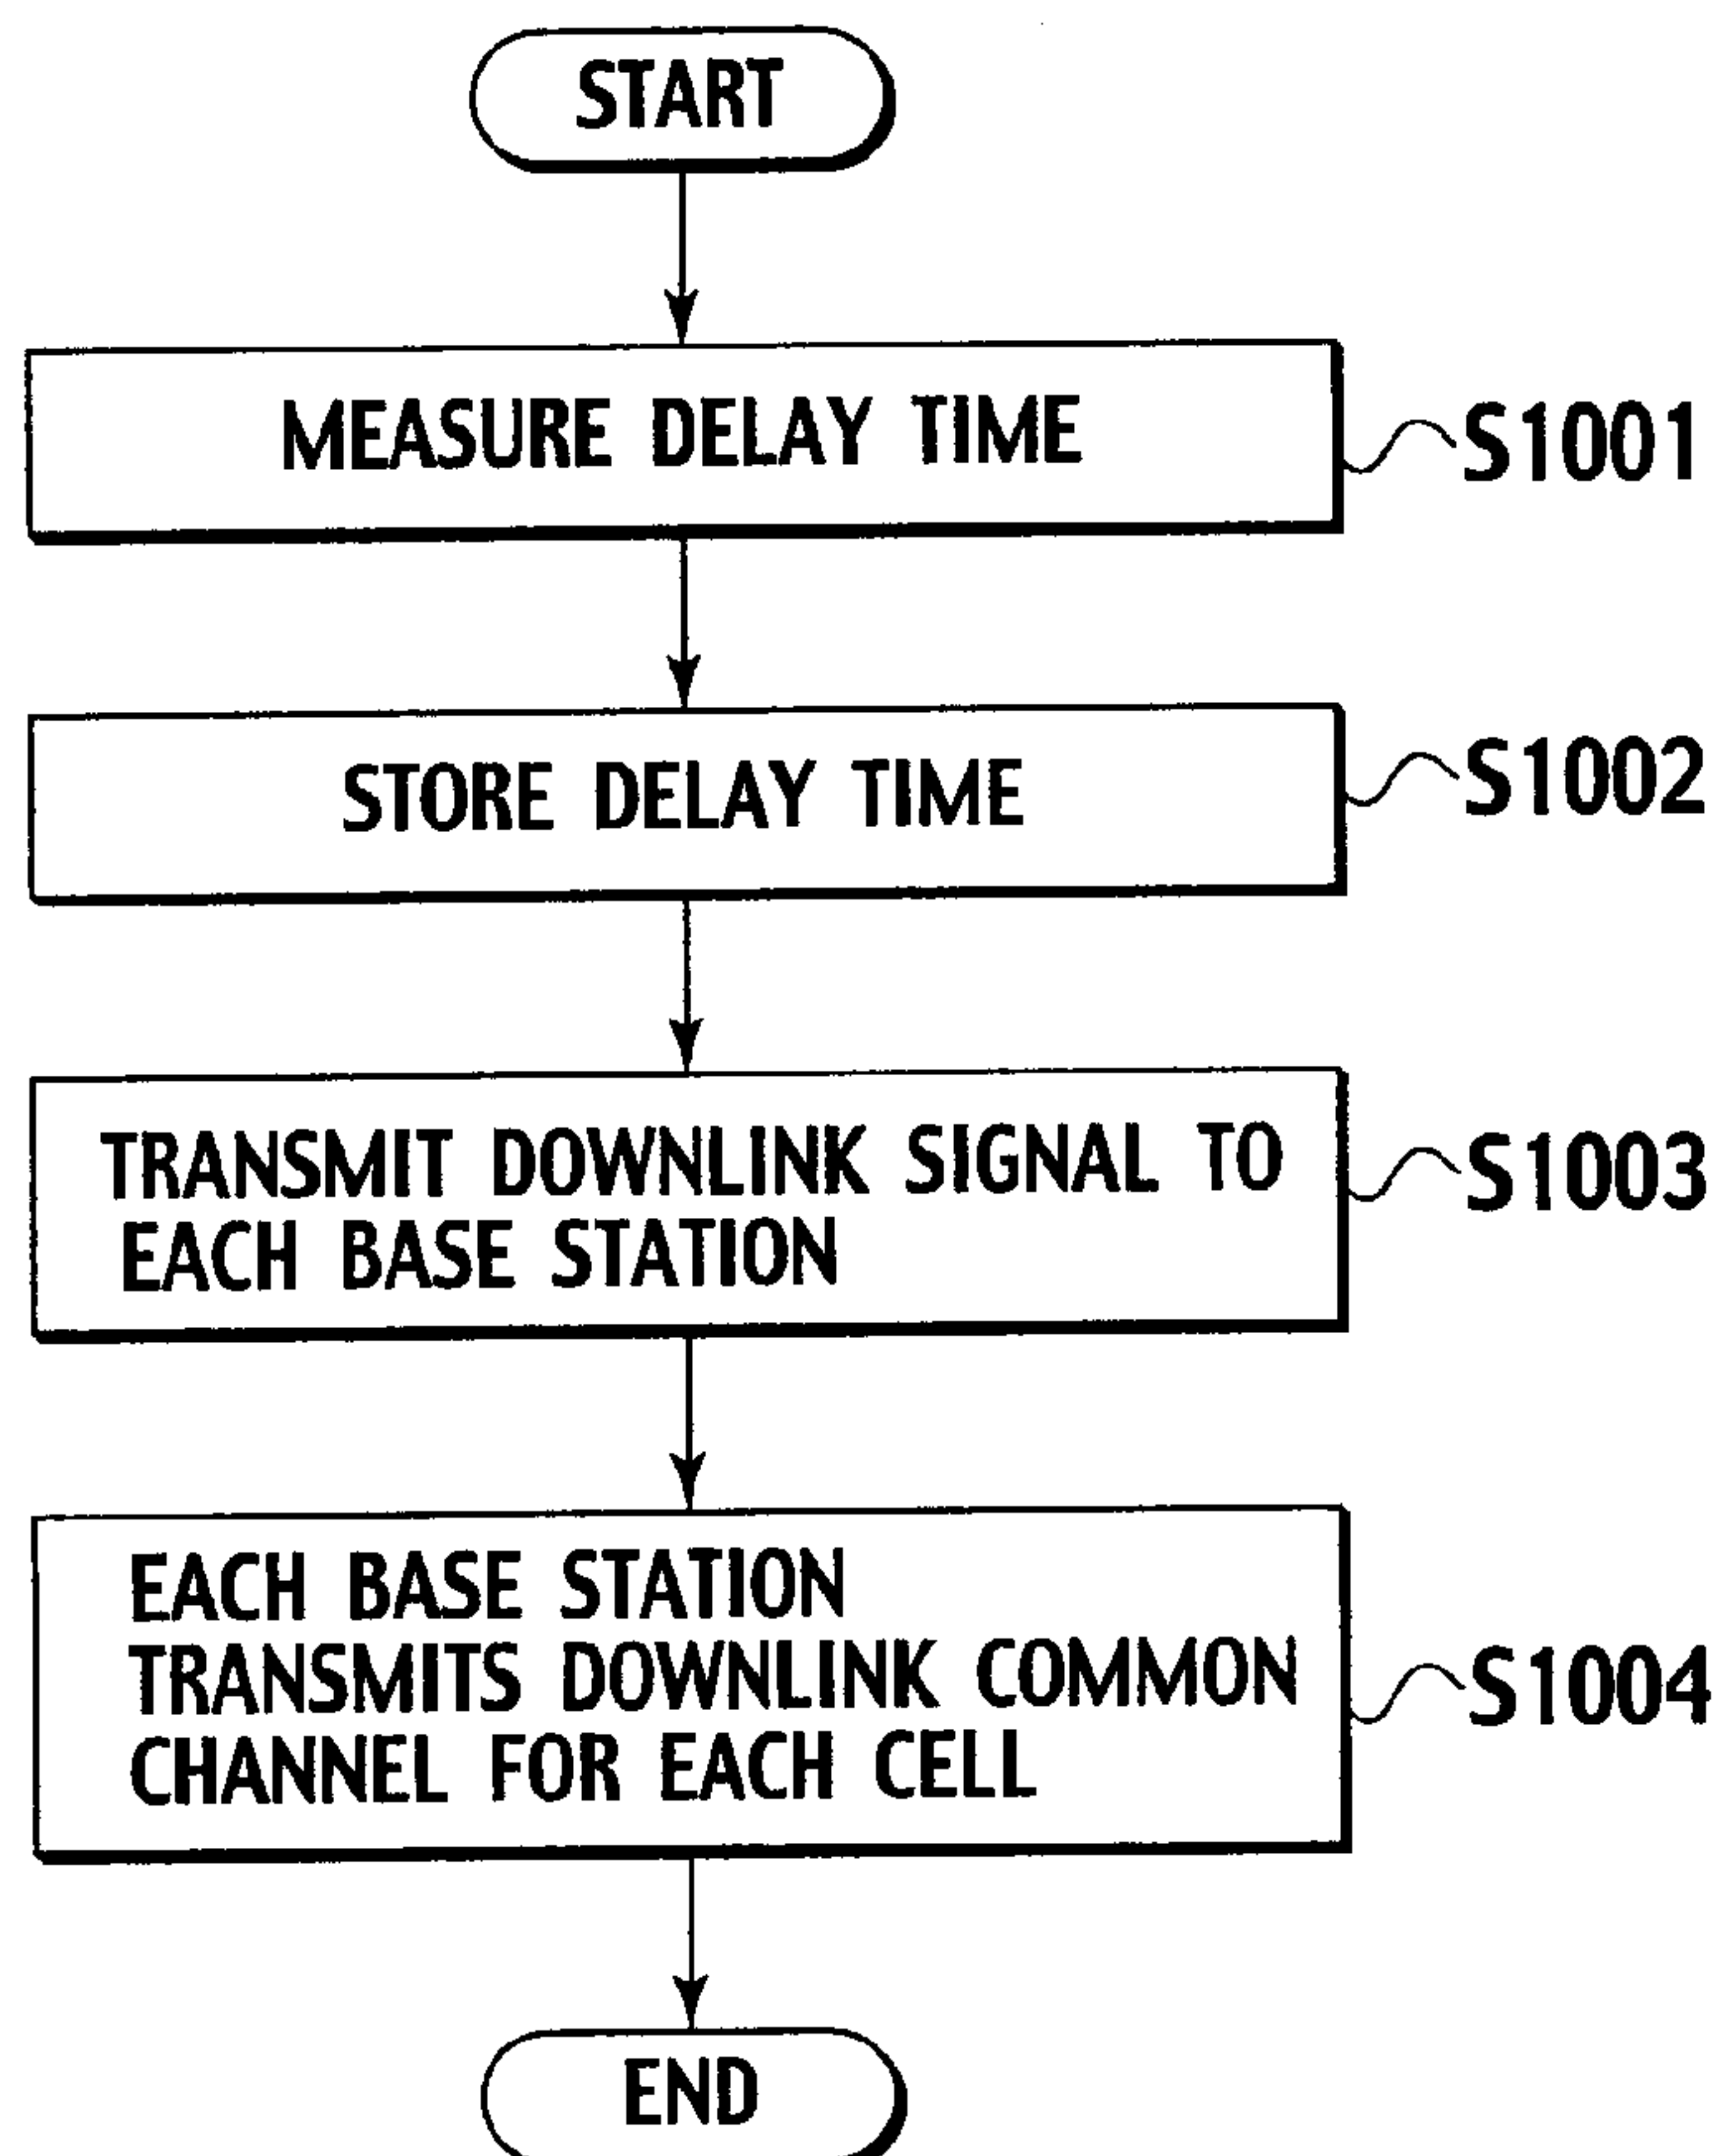 START
MEASURE DELAY TIME
S1001
STORE DELAY TIME
S1002
TRANSMIT DOWNLINK SIGNAL TO
EACH BASE STATION
S1003
EACH BASE STATION
TRANSMITS DOWNLINK COMMON
CHANNEL FOR EACH CELL
S1004
END